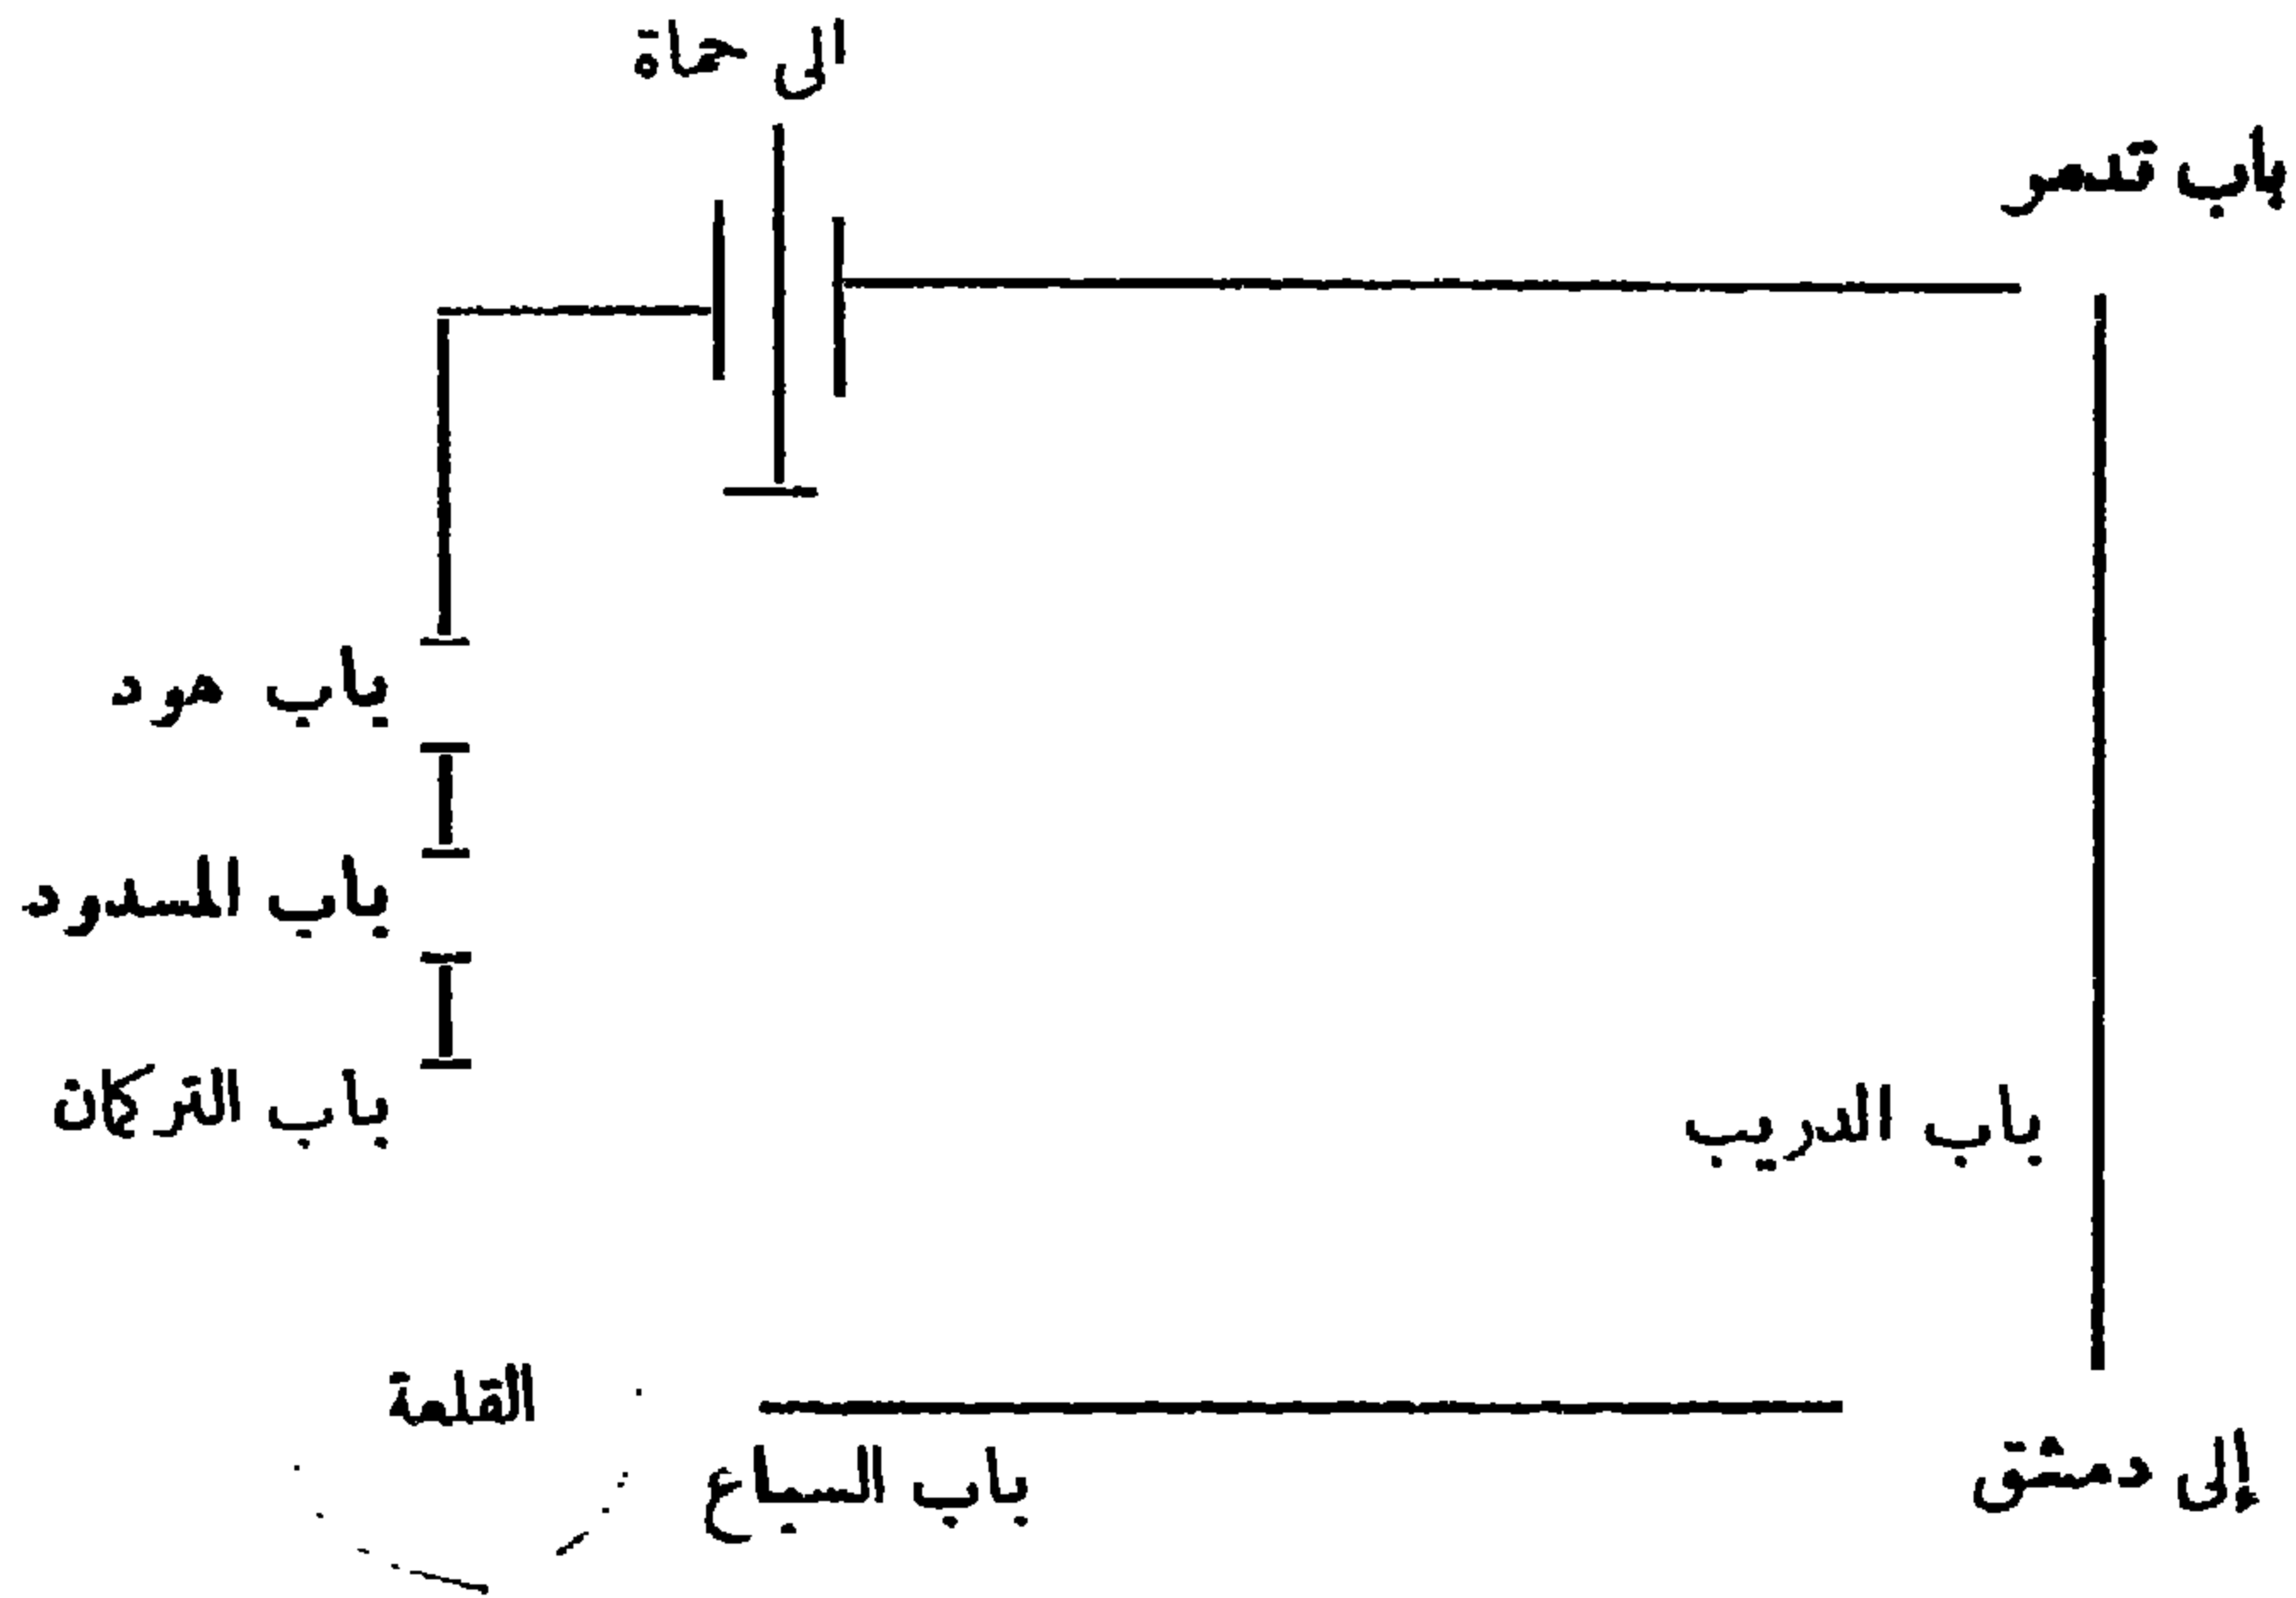 الى حماة
باب تدمر
باب هود
باب المسدود
باب التركمان
باب الدريب
القلعة
باب السباع
إلى دمشق